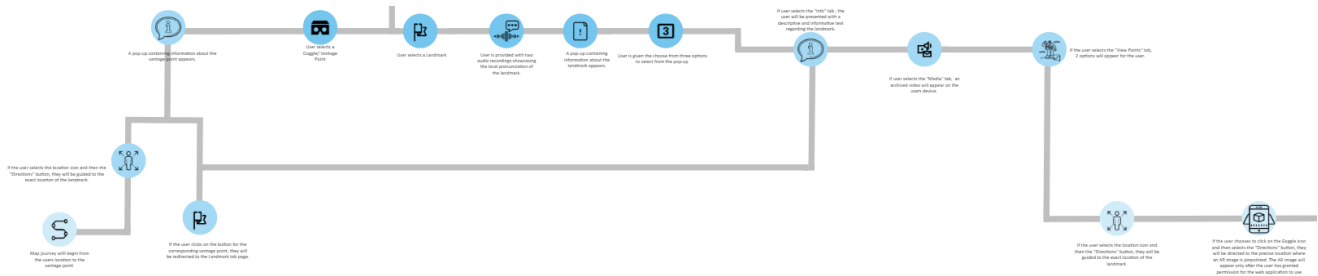 A pop-up containing information about the
vantage point appears.
User select a
Goggle/ Vantage
Point
User selects a Landmark
User is provided with two
audio recordings showcasing
the local pronunciation of
the landmark.
A pop-up containing
information about the
landmark appears.
3
User is given the choose from three options
to select from the pop-up
If user selects the "Info" tab, the
user will be presented with a
descriptive and informative text
regarding the landmark.
If the user selects the "Media" tab, an
archived video will appear on the
users device.
If the user selects the "View Points" tab,
2 options will appear for the user.
If the user selects the location icon and then the
"Directions" button, they will be guided to the
exact location of the landmark.
Map journey will begin from
the users location to the
vantage point
If the user clicks on the button for the
corresponding vantage point, they will
be redirected to the Landmark tab page.
If the user selects the location icon and
then the "Directions" button, they will be
guided to the exact location of the
landmark
If the user chooses to click on the Goggle icon
and then selects the "Directions" button, they
will be directed to the precise location where
an AR image is pinpointed. The AR image will
appear only after the user has granted
permission for the web application to use